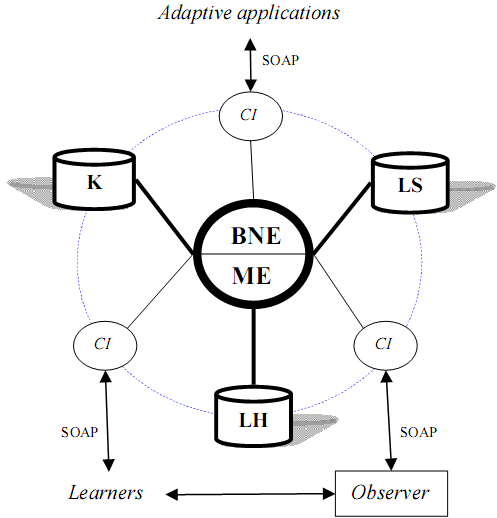 Adaptive applications
SOAP
CI
K
LS
BNE
ME
CI
CI
LH
SOAP
SOAP
Learners
Observer